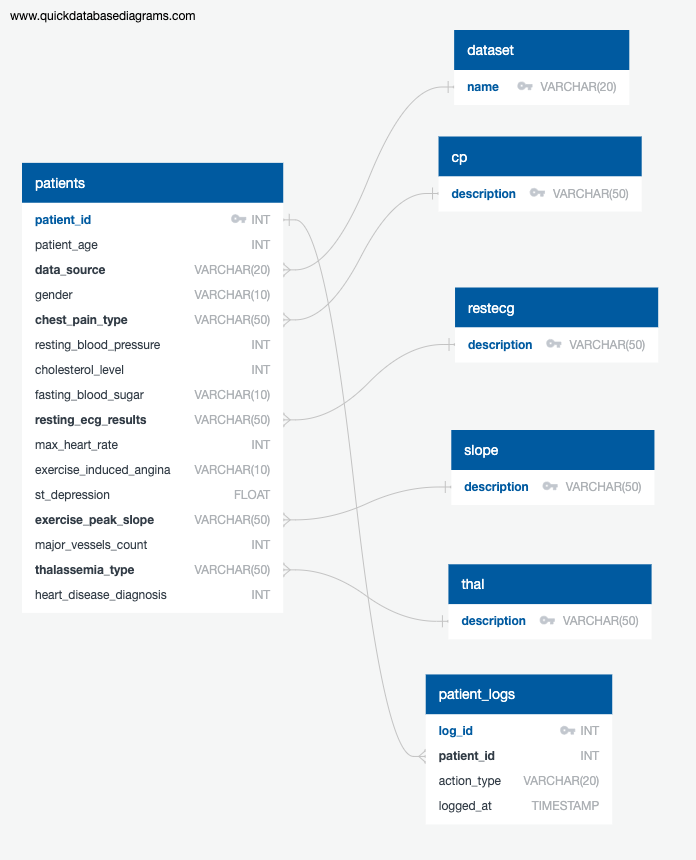 www.quickdatabasediagrams.com
dataset
name VARCHAR(20)
cp
description VARCHAR(50)
patients
patient_id INT
patient_age INT
data_source VARCHAR(20)
gender VARCHAR(10)
chest_pain_type VARCHAR(50)
resting_blood_pressure INT
cholesterol_level INT
fasting_blood_sugar VARCHAR(10)
resting_ecg_results VARCHAR(50)
max_heart_rate INT
exercise_induced_angina VARCHAR(10)
st_depression FLOAT
exercise_peak_slope VARCHAR(50)
major_vessels_count INT
thalassemia_type VARCHAR(50)
heart_disease_diagnosis INT
restecg
description VARCHAR(50)
slope
description VARCHAR(50)
thal
description VARCHAR(50)
patient_logs
log_id INT
patient_id INT
action_type VARCHAR(20)
logged_at TIMESTAMP